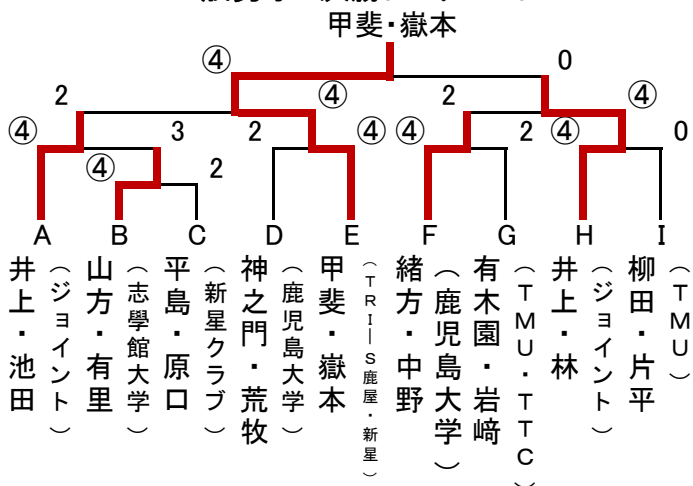 甲斐・嶽本
④ 0
2 ④ 2 ④
④ 3 2 ④ ④ 2 ④ 0
④ 2
A B C D E F G H I
井上・池田
（ジョイント）
山方・有里
（志學館大学）
平島・原口
（新星クラブ）
神之門・荒牧
（鹿児島大学）
甲斐・嶽本
（TRI―S鹿屋・新星）
緒方・中野
（鹿児島大学）
有木園・岩﨑
（TMU・TTC）
井上・林
（ジョイント）
柳田・片平
（TMU）